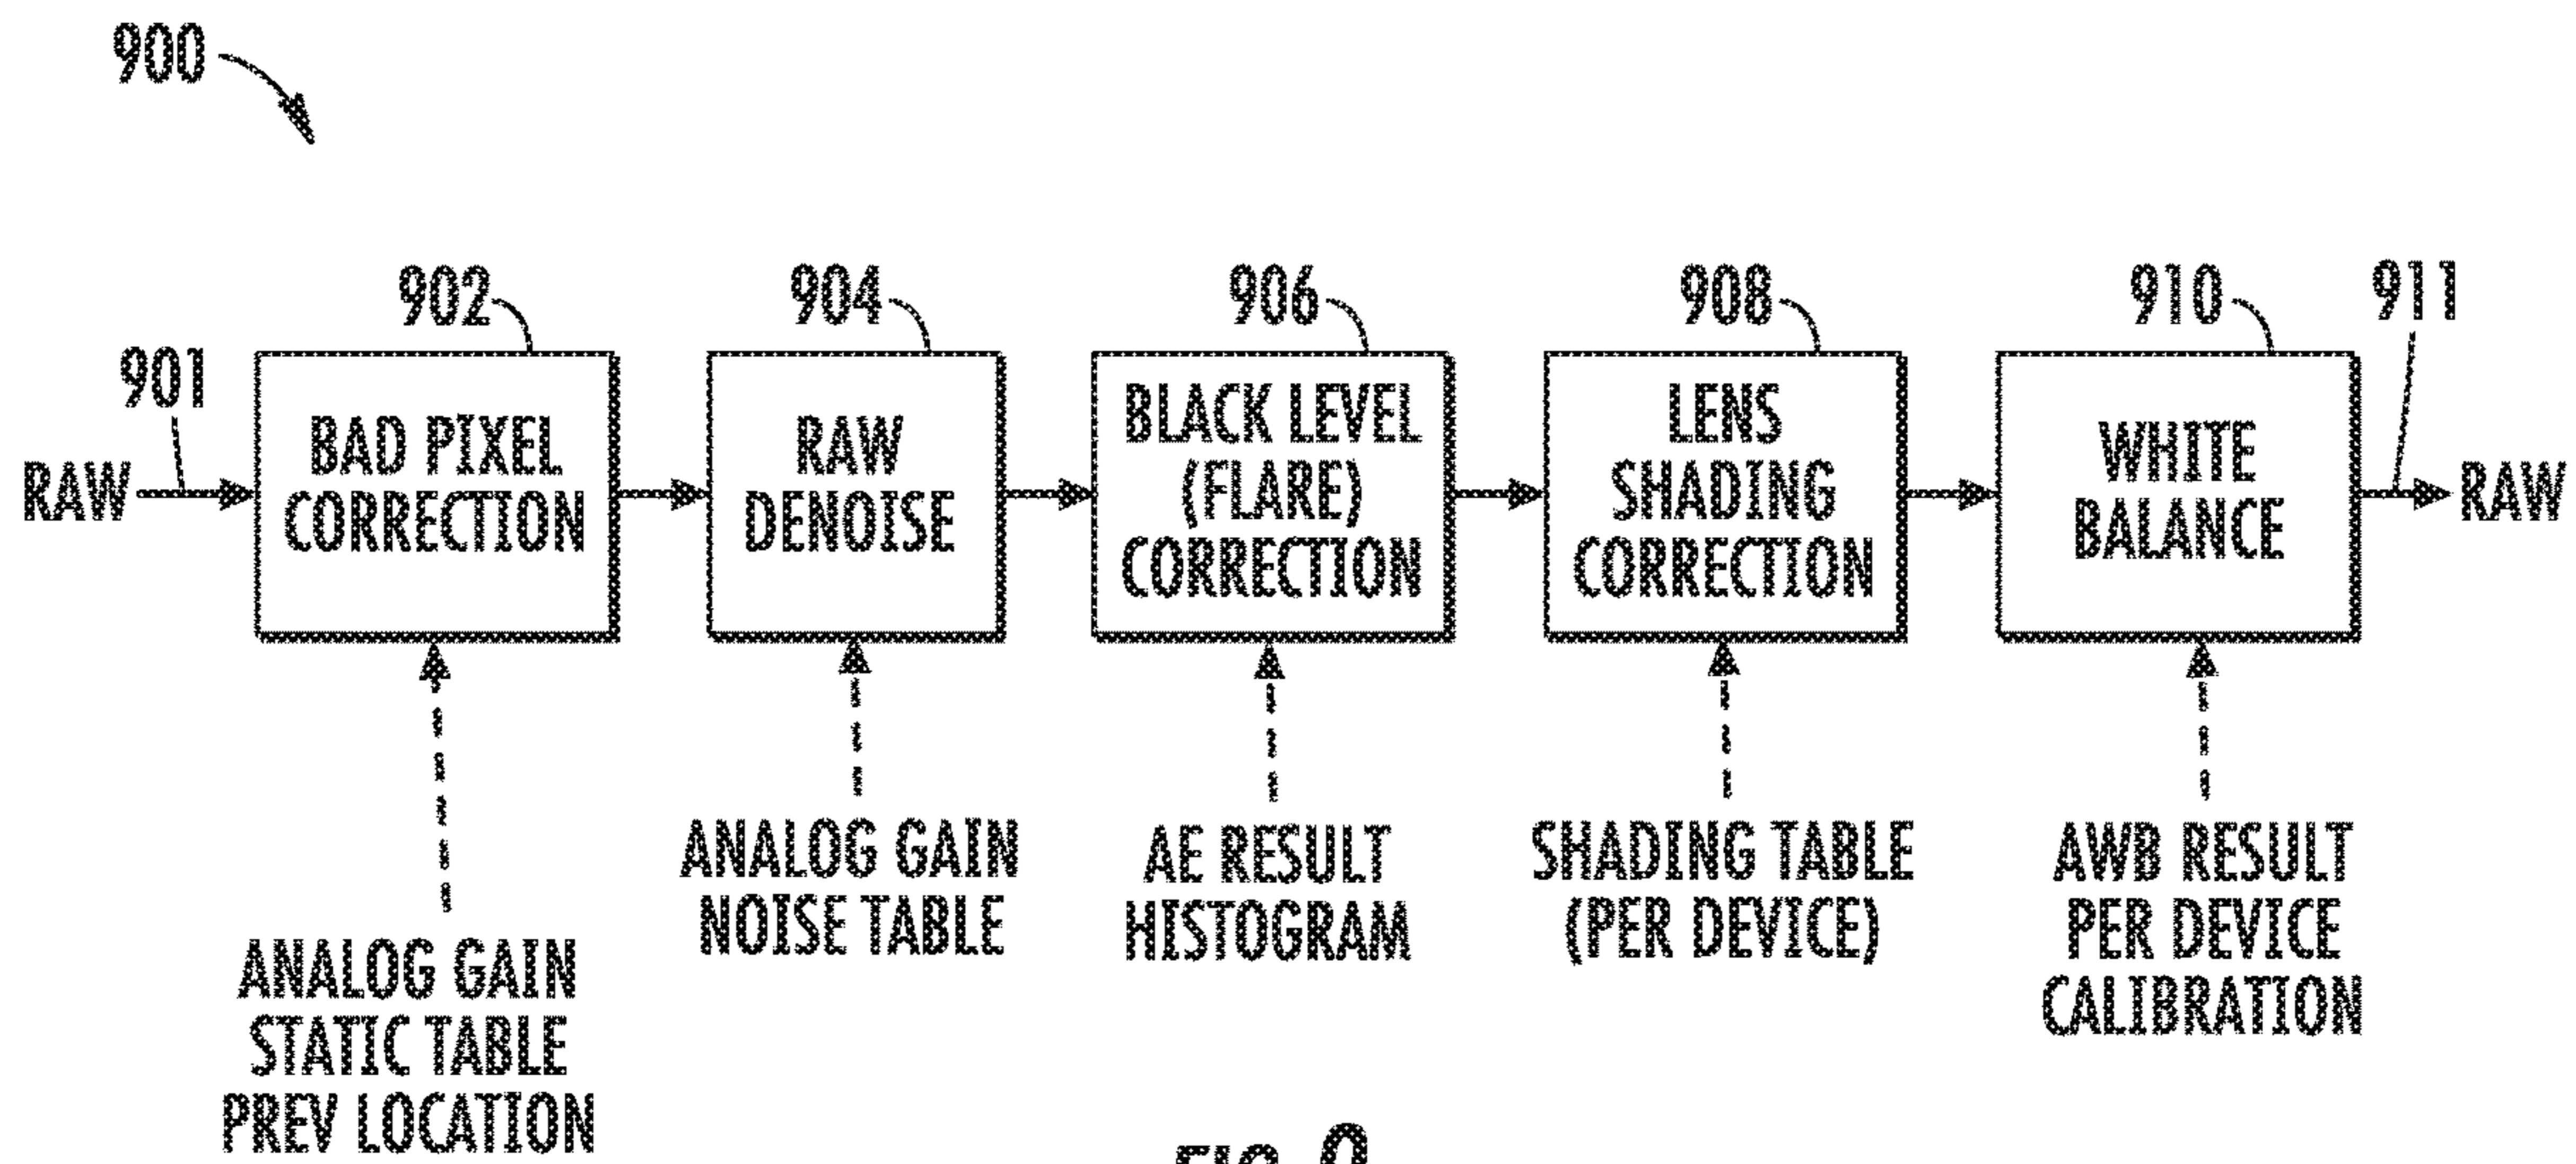 900
902
904
906
908
910
911
901
RAW
BAD PIXEL
CORRECTION
RAW
DENOISE
BLACK LEVEL
(FLARE)
CORRECTION
LENS
SHADING
CORRECTION
WHITE
BALANCE
RAW
ANALOG GAIN
STATIC TABLE
PREV LOCATION
ANALOG GAIN
NOISE TABLE
AE RESULT
HISTOGRAM
SHADING TABLE
(PER DEVICE)
AWB RESULT
PER DEVICE
CALIBRATION